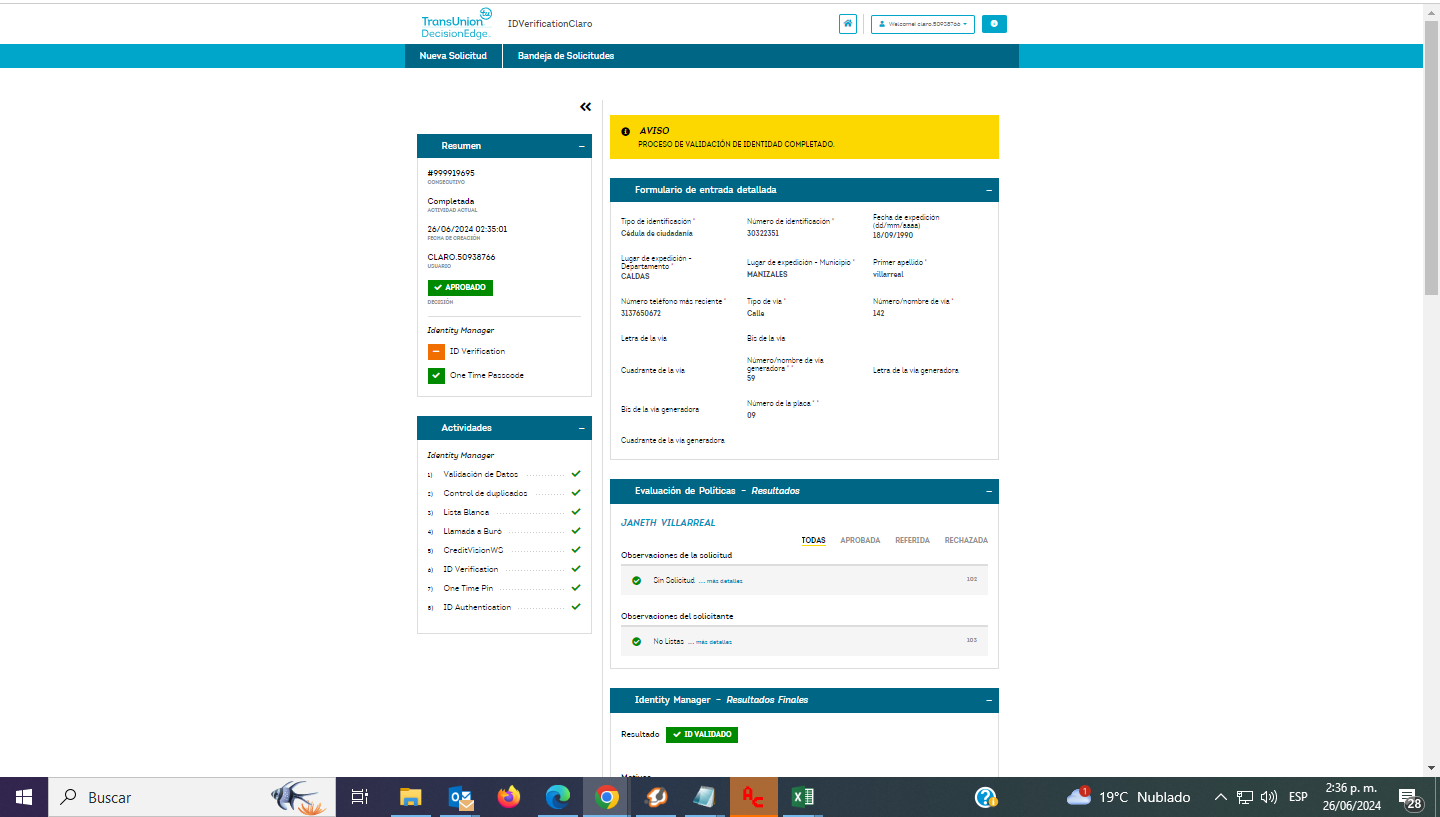 TransUnion
DecisionEdge.
IDVerificationClaro
Welcome! claro.50938766
Nueva Solicitud
Bandeja de Solicitudes
Resumen
#999919695
CONSECUTIVO
Completada
ACTIVIDAD ACTUAL
26/06/2024 02:35:01
FECHA DE CREACIÓN
CLARO.50938766
USUARIO
APROBADO
DECISIÓN
Identity Manager
ID Verification
One Time Passcode
Actividades
Identity Manager
1) Validación de Datos
2) Control de duplicados
3) Lista Blanca
4) Llamada a Buró
5) CreditVisionWS
6) ID Verification
7) One Time Pin
8) ID Authentication
AVISO
PROCESO DE VALIDACIÓN DE IDENTIDAD COMPLETADO.
Formulario de entrada detallada
Tipo de identificación *
Cédula de ciudadanía
Número de identificación *
30322351
Fecha de expedición
(dd/mm/aaaa)
18/09/1990
Lugar de expedición -
Departamento *
CALDAS
Lugar de expedición - Municipio *
MANIZALES
Primer apellido *
villarreal
Número teléfono más reciente *
3137650672
Tipo de vía *
Calle
Número/nombre de vía *
142
Letra de la vía
Bis de la vía
Cuadrante de la vía
Número/nombre de vía
generadora * *
59
Letra de la vía generadora
Bis de la vía generadora
Número de la placa * *
09
Cuadrante de la vía generadora
Evaluación de Políticas - Resultados
JANETH VILLARREAL
TODAS APROBADA REFERIDA RECHAZADA
Observaciones de la solicitud
Sin Solicitud .... más detalles 102
Observaciones del solicitante
No Listas .... más detalles 103
Identity Manager - Resultados Finales
Resultado ID VALIDADO
Motivos
Buscar
1
19°C Nublado
ESP
2:36 p. m.
26/06/2024
28